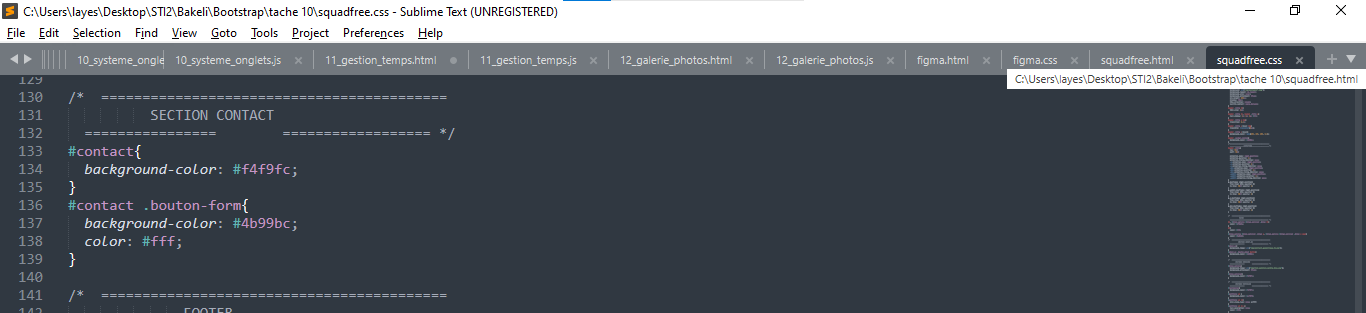 C:\Users\layes\Desktop\STI2\Bakeli\Bootstrap\tache 10\squadfree.css - Sublime Text (UNREGISTERED)
File Edit Selection Find View Goto Tools Project Preferences Help
10_systeme_ongle 10_systeme_onglets.js 11_gestion_temps.html 11_gestion_temps.js 12_galerie_photos.html 12_galerie_photos.js figma.html figma.css squadfree.html squadfree.css
C:\Users\layes\Desktop\STI2\Bakeli\Bootstrap\tache 10\squadfree.html
129
130 /* ==========================================
131 SECTION CONTACT
132 ================ ================== */
133 #contact{
134 background-color: #f4f9fc;
135 }
136 #contact .bouton-form{
137 background-color: #4b99bc;
138 color: #fff;
139 }
140
141 /* ==========================================
142 FOOTER